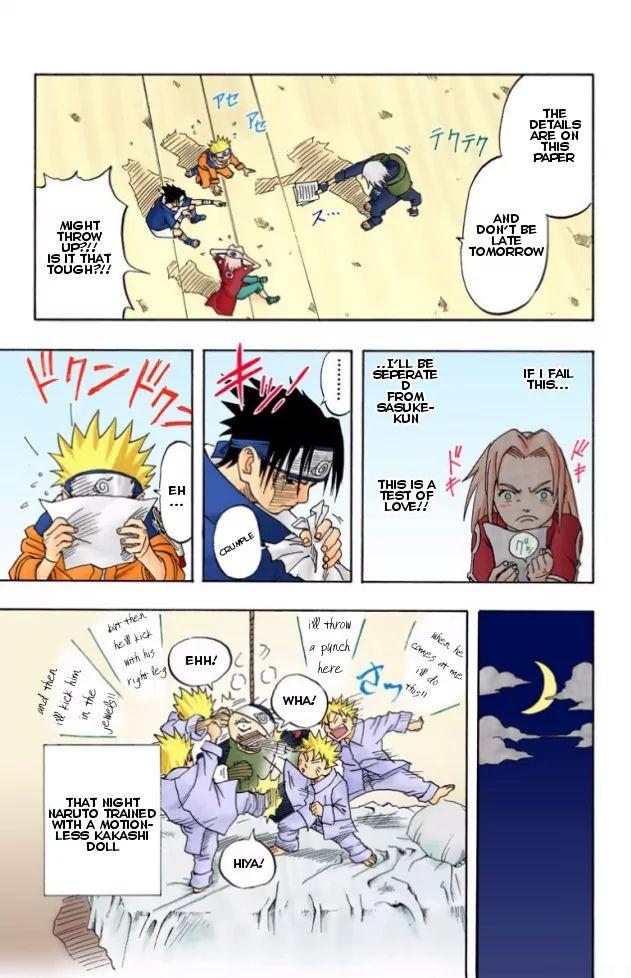 THE
DETAILS
ARE ON
THIS
PAPER
AND
DON'T BE
LATE
TOMORROW
テクテク
アセ
アセ
ス...
MIGHT
THROW
UP?!!
IS IT THAT
TOUGH?!!
IF I FAIL
THIS...
..I'LL BE
SEPERATE
D
FROM
SASUKE-
KUN
THIS IS A
TEST OF
LOVE!!
ドキ
ドキ
.........
キッ!
CRUMPLE
ドクンドクン
EH
...
when he
comes at me
i'll do
this!!
i'll throw
a punch
here
but then
he'll kick
with his
right leg
and then
i'll kick him
in the
jewels!!
EHH!
WHA!
HIYA!
THAT NIGHT
NARUTO TRAINED
WITH A MOTION-
LESS KAKASHI
DOLL